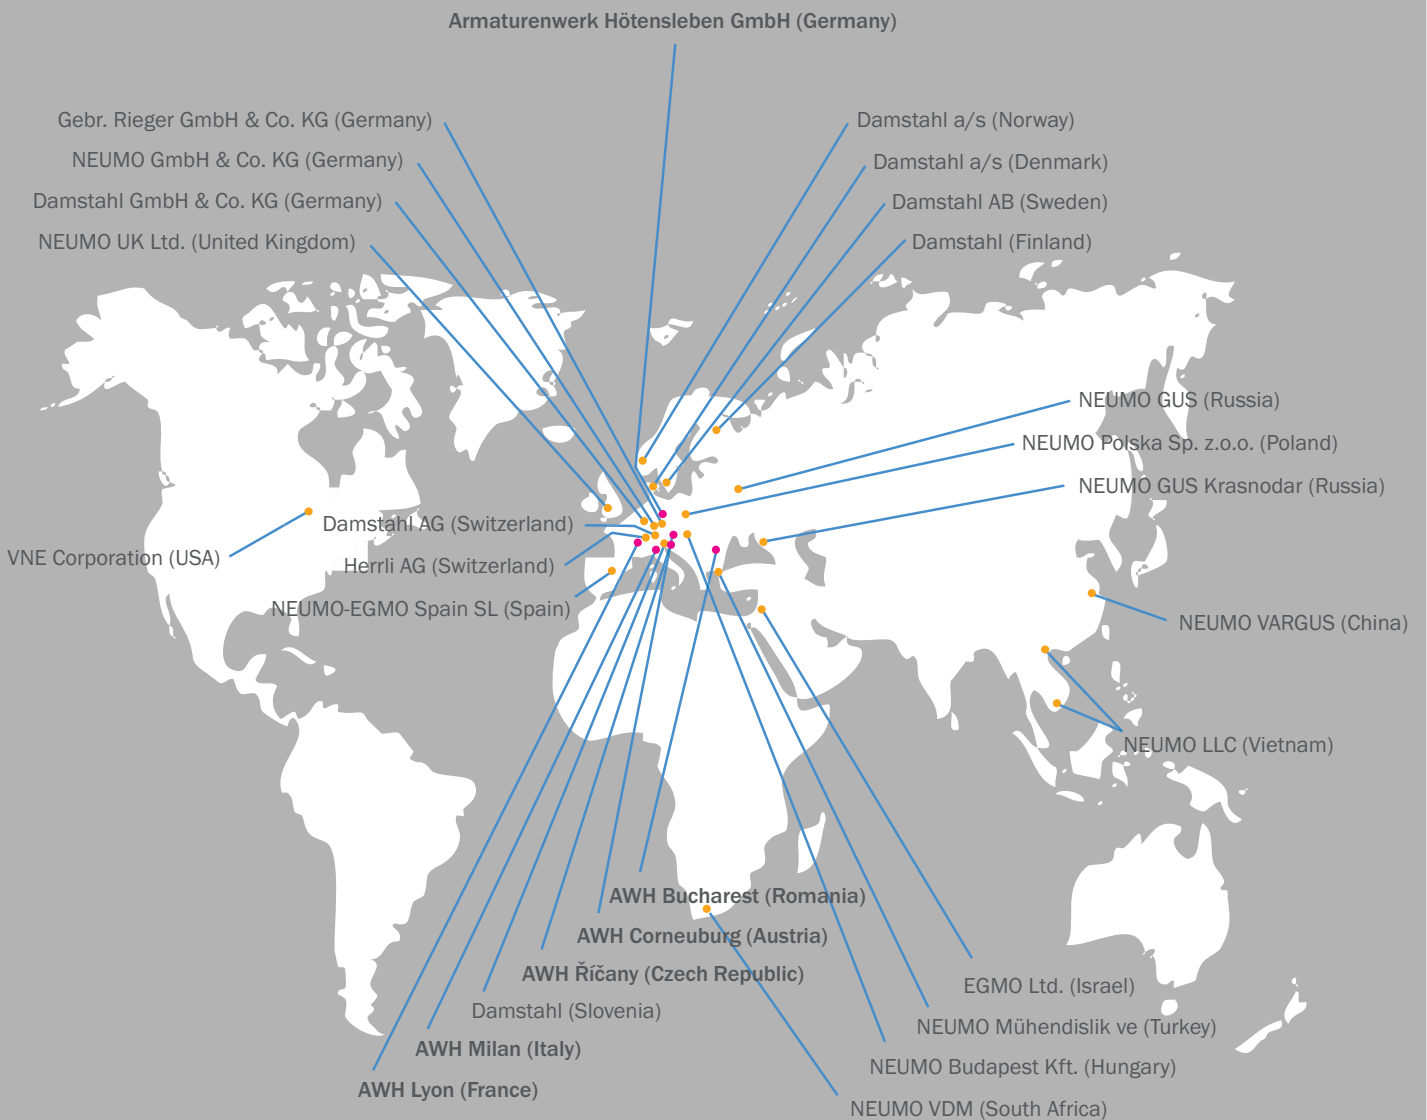 Armaturenwerk Hötensleben GmbH (Germany)
Gebr. Rieger GmbH & Co. KG (Germany)
NEUMO GmbH & Co. KG (Germany)
Damstahl GmbH & Co. KG (Germany)
NEUMO UK Ltd. (United Kingdom)
Damstahl a/s (Norway)
Damstahl a/s (Denmark)
Damstahl AB (Sweden)
Damstahl (Finland)
NEUMO GUS (Russia)
NEUMO Polska Sp. z.o.o. (Poland)
NEUMO GUS Krasnodar (Russia)
Damstahl AG (Switzerland)
VNE Corporation (USA)
Herrli AG (Switzerland)
NEUMO-EGMO Spain SL (Spain)
NEUMO VARGUS (China)
NEUMO LLC (Vietnam)
AWH Bucharest (Romania)
AWH Corneuburg (Austria)
AWH Říčany (Czech Republic)
Damstahl (Slovenia)
AWH Milan (Italy)
AWH Lyon (France)
EGMO Ltd. (Israel)
NEUMO Mühendislik ve (Turkey)
NEUMO Budapest Kft. (Hungary)
NEUMO VDM (South Africa)